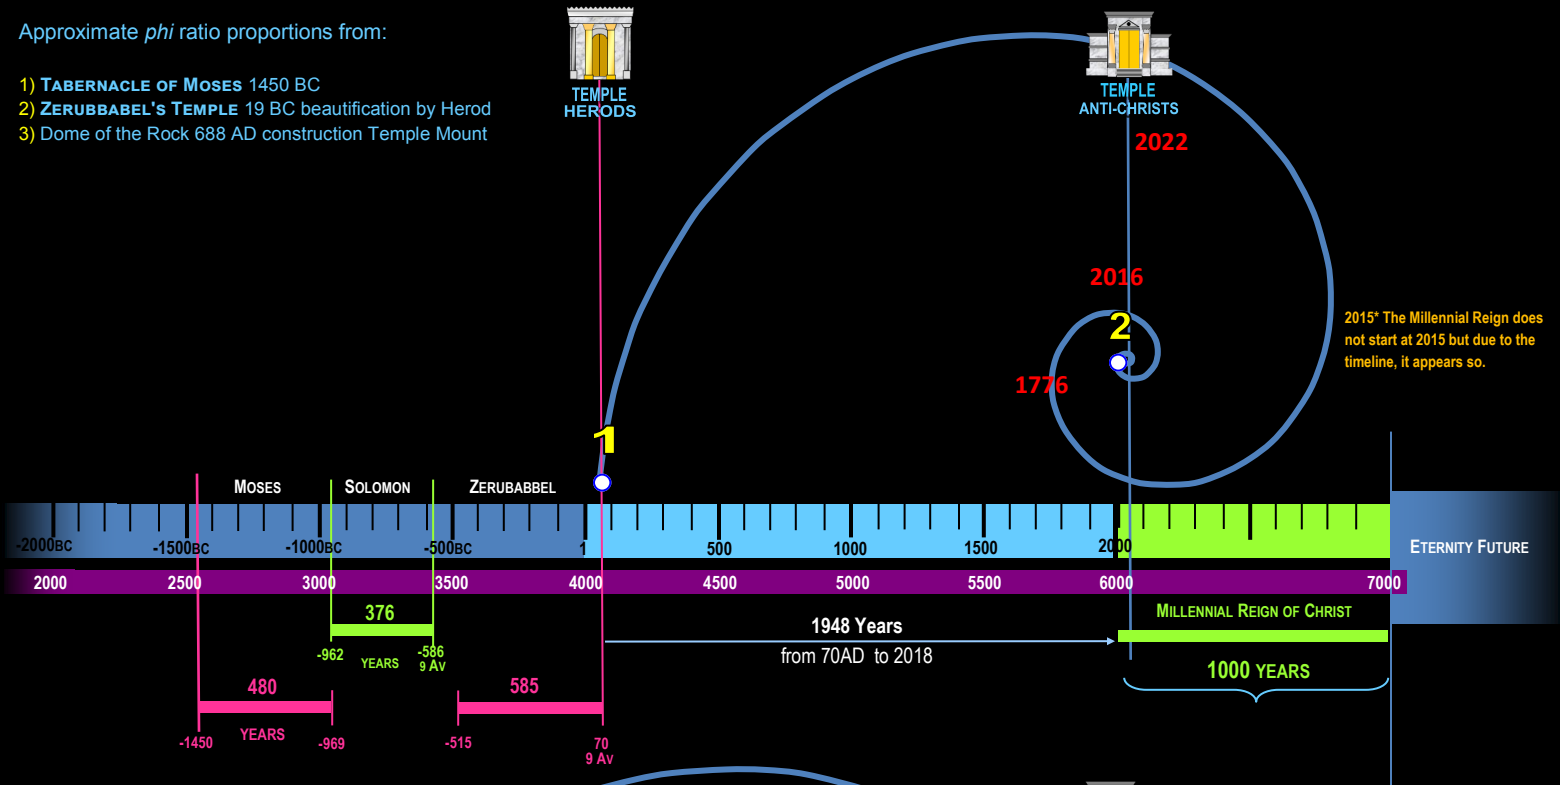 Approximate phi ratio proportions from:
1) TABERNACLE OF MOSES 1450 BC
2) ZERUBBABEL'S TEMPLE 19 BC beautification by Herod
3) Dome of the Rock 688 AD construction Temple Mount
TEMPLE
HERODS
TEMPLE
ANTI-CHRISTS
2022
2016
2
1776
2015* The Millennial Reign does
not start at 2015 but due to the
timeline, it appears so.
1
MOSES
SOLOMON
ZERUBABBEL
-2000BC
-1500BC
-1000BC
-500BC
1
500
1000
1500
2000
ETERNITY FUTURE
2000
2500
3000
3500
4000
4500
5000
5500
6000
7000
376
-962
YEARS
-586
9 AV
1948 Years
from 70AD to 2018
MILLENNIAL REIGN OF CHRIST
1000 YEARS
480
YEARS
-1450
-969
585
-515
70
9 AV